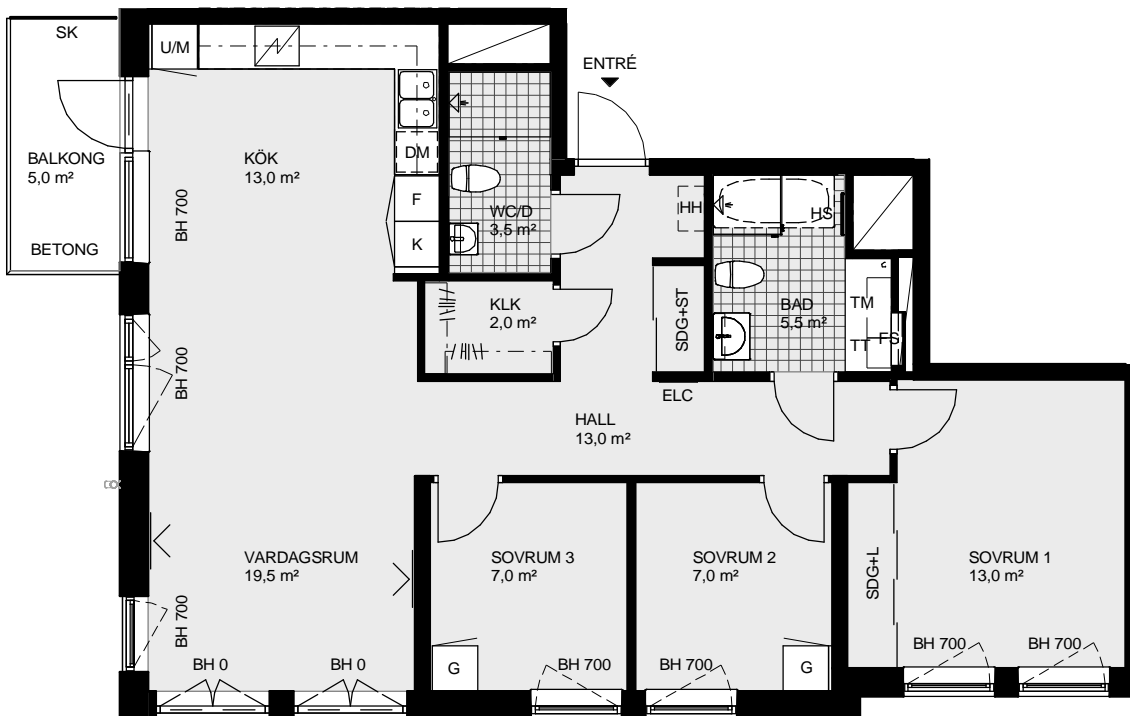 SK
U/M
ENTRÉ
BALKONG
5,0 m²
BETONG
KÖK
13,0 m²
BH 700
DM
F
K
WC/D
3,5 m²
HH
HS
KLK
2,0 m²
SDG+ST
BAD
5,5 m²
TM
TT
FS
BH 700
ELC
HALL
13,0 m²
VARDAGSRUM
19,5 m²
SOVRUM 3
7,0 m²
SOVRUM 2
7,0 m²
SDG+L
SOVRUM 1
13,0 m²
BH 700
BH 0
BH 0
G
BH 700
BH 700
G
BH 700
BH 700